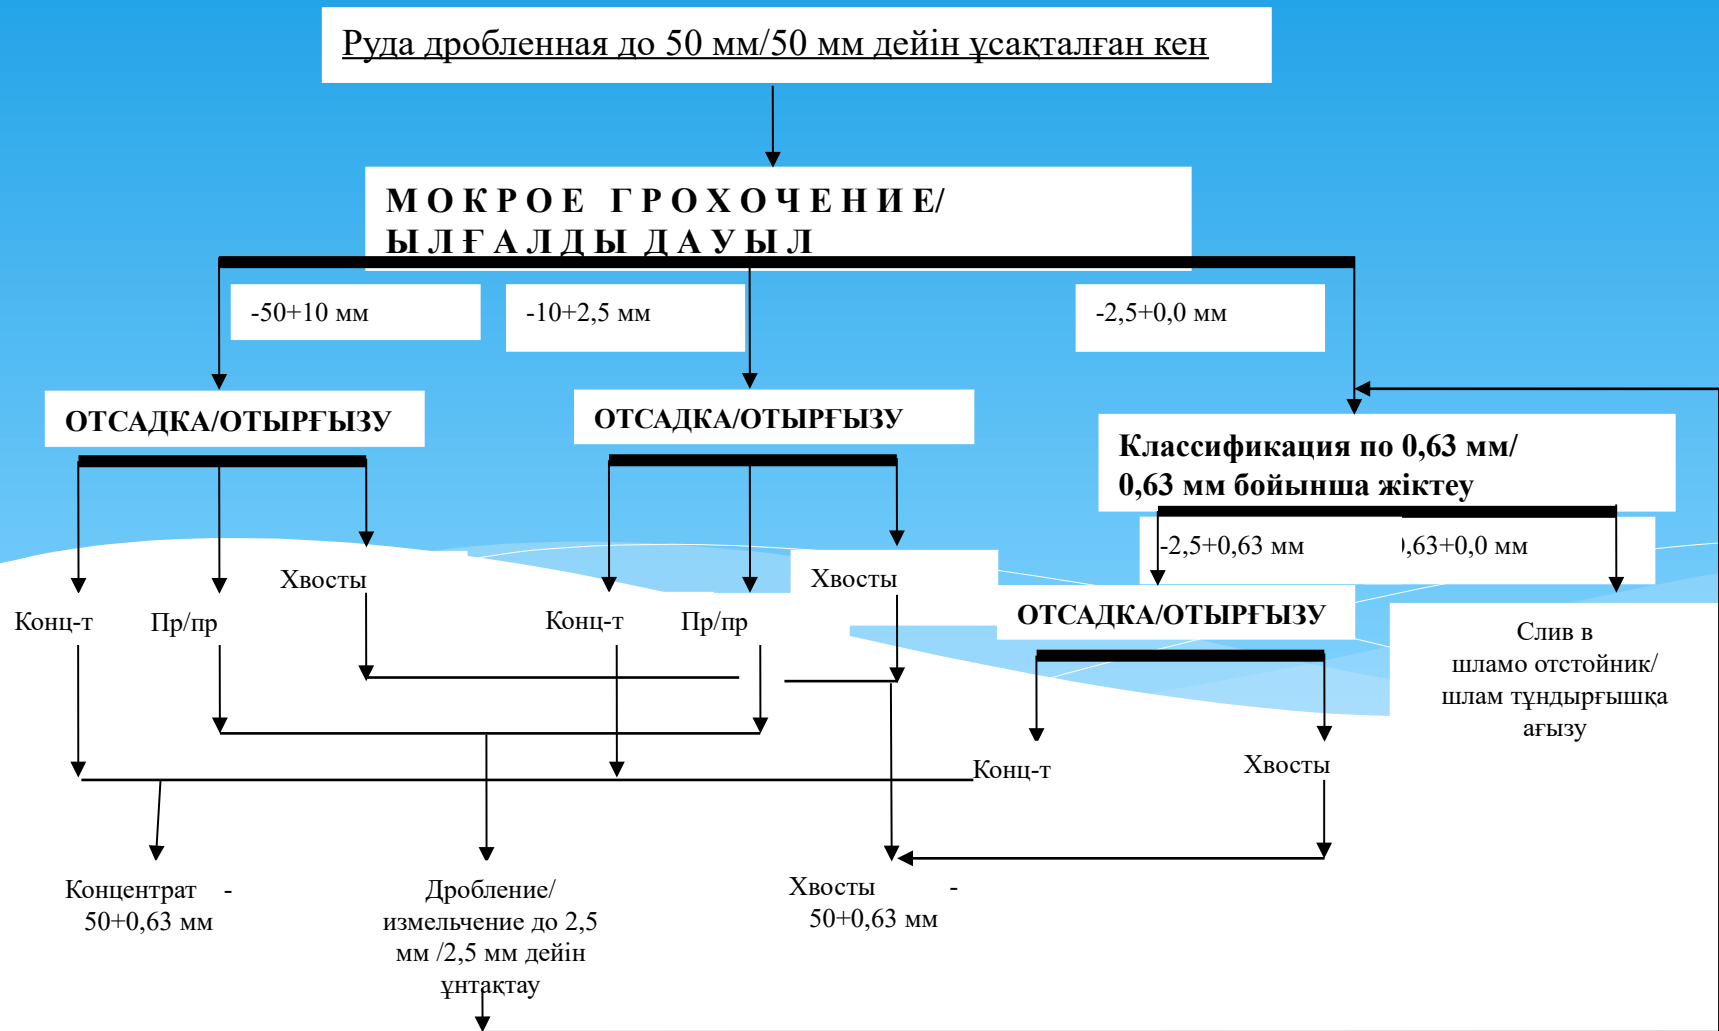 Руда дробленная до 50 мм/50 мм дейін ұсақталған кен
М О К Р О Е Г Р О Х О Ч Е Н И Е/
Ы Л Ғ А Л Д Ы Д А У Ы Л
-50+10 мм
-10+2,5 мм
-2,5+0,0 мм
ОТСАДКА/ОТЫРҒЫЗУ
ОТСАДКА/ОТЫРҒЫЗУ
Классификация по 0,63 мм/
0,63 мм бойынша жіктеу
-2,5+0,63 мм
,63+0,0 мм
Хвосты
Хвосты
Конц-т
Пр/пр
Конц-т
Пр/пр
ОТСАДКА/ОТЫРҒЫЗУ
Слив в
шламо отстойник/
шлам тұндырғышқа
ағызу
Конц-т
Хвосты
Концентрат -
50+0,63 мм
Дробление/
измельчение до 2,5
мм /2,5 мм дейін
ұнтақтау
Хвосты -
50+0,63 мм